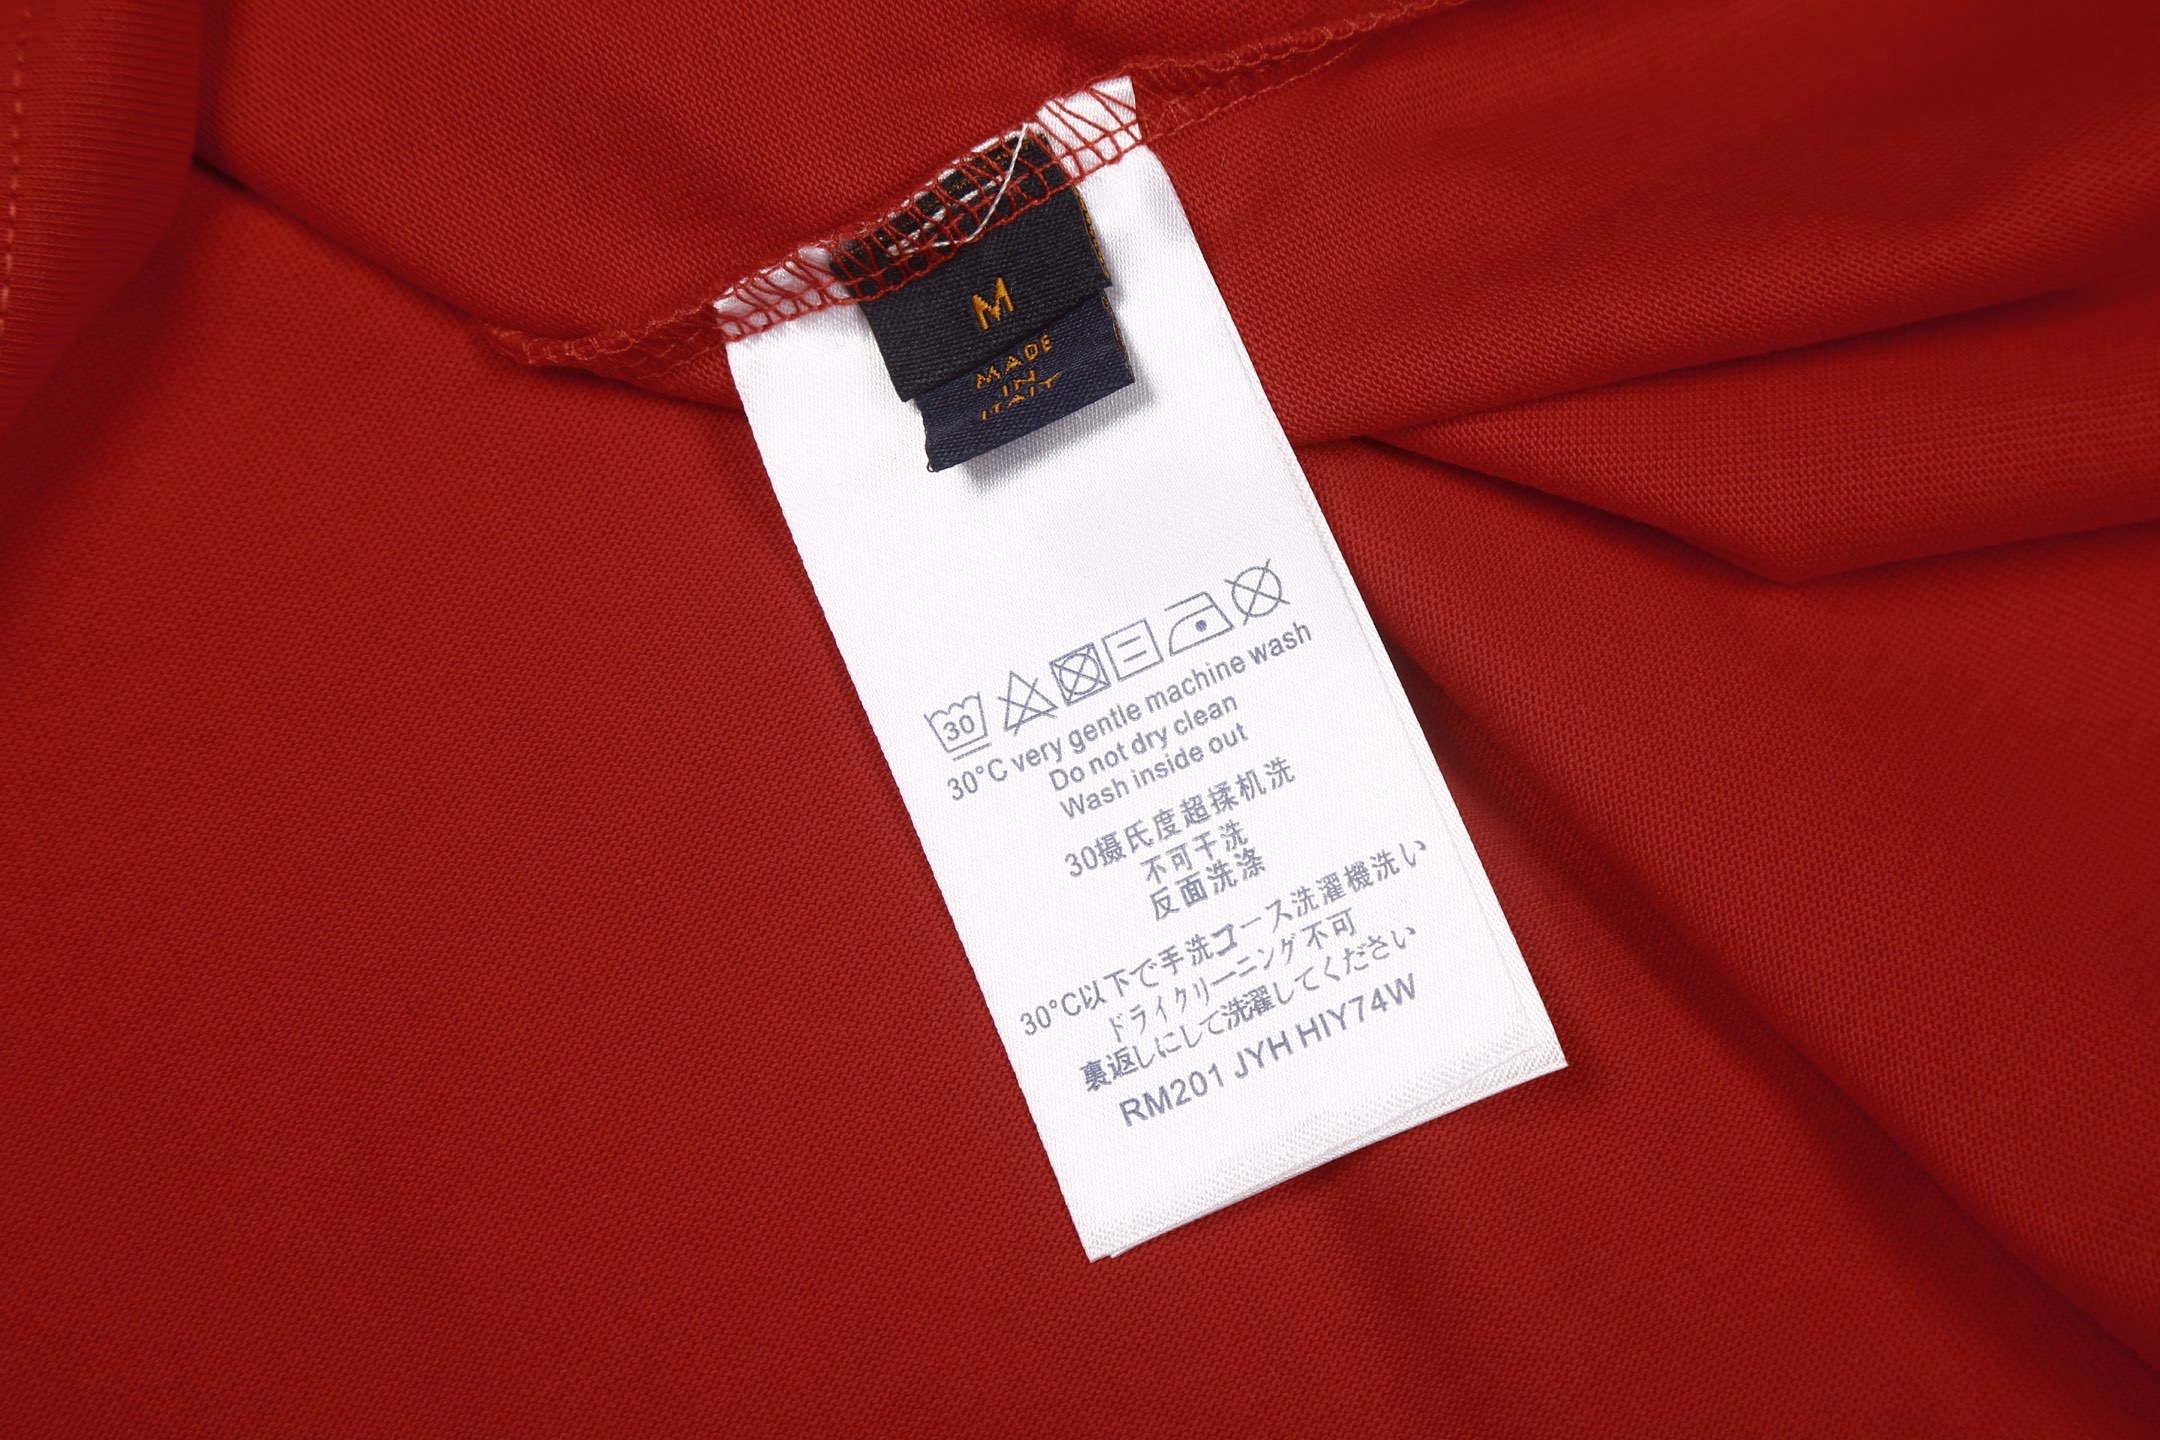 M
MADE
IN
ITALY
30
30°C very gentle machine wash
Do not dry clean
Wash inside out
30摄氏度超揉机洗
不可干洗
反面洗涤
30°C以下で手洗コース洗濯機洗い
ドライクリーニング不可
裏返しにして洗濯してください
RM201 JYH HIY74W